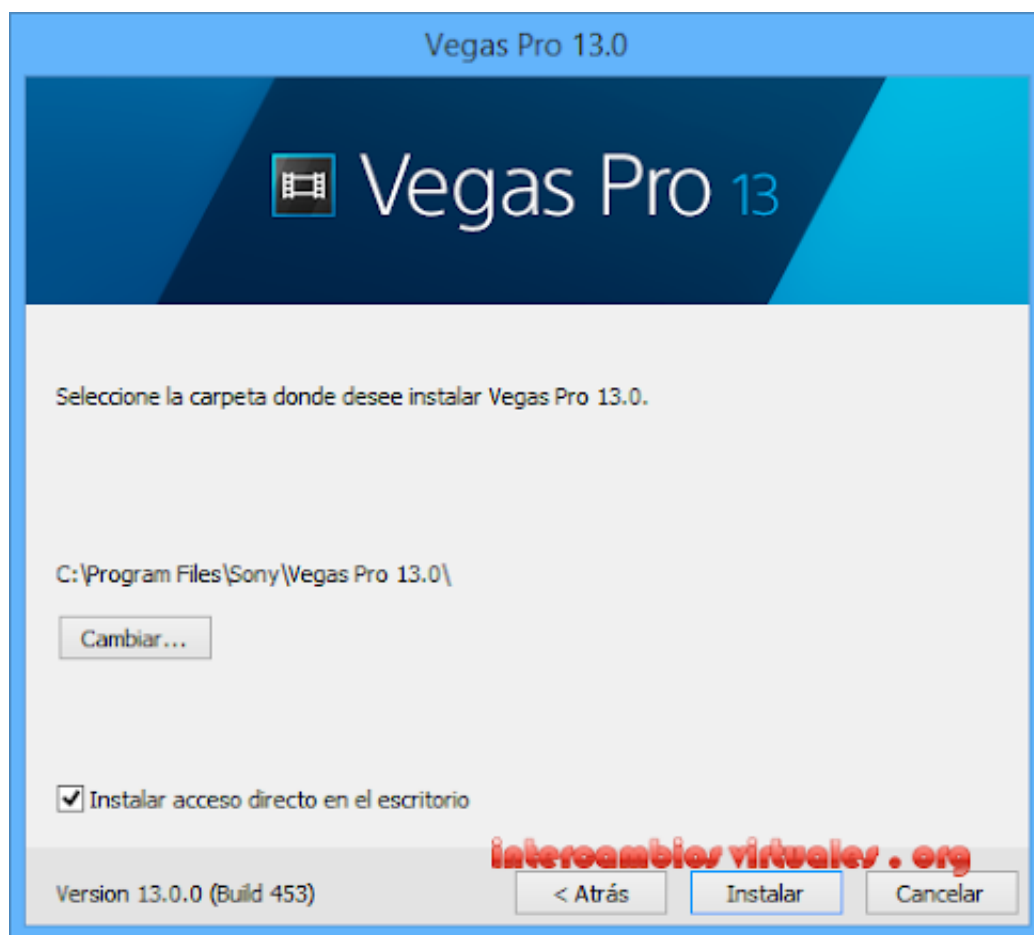 Vegas Pro 13.0
Vegas Pro 13
Seleccione la carpeta donde desee instalar Vegas Pro 13.0.
C:\Program Files\Sony\Vegas Pro 13.0\
Cambiar...
Instalar acceso directo en el escritorio
intercambios virtuales . org
Version 13.0.0 (Build 453)
< Atrás
Instalar
Cancelar